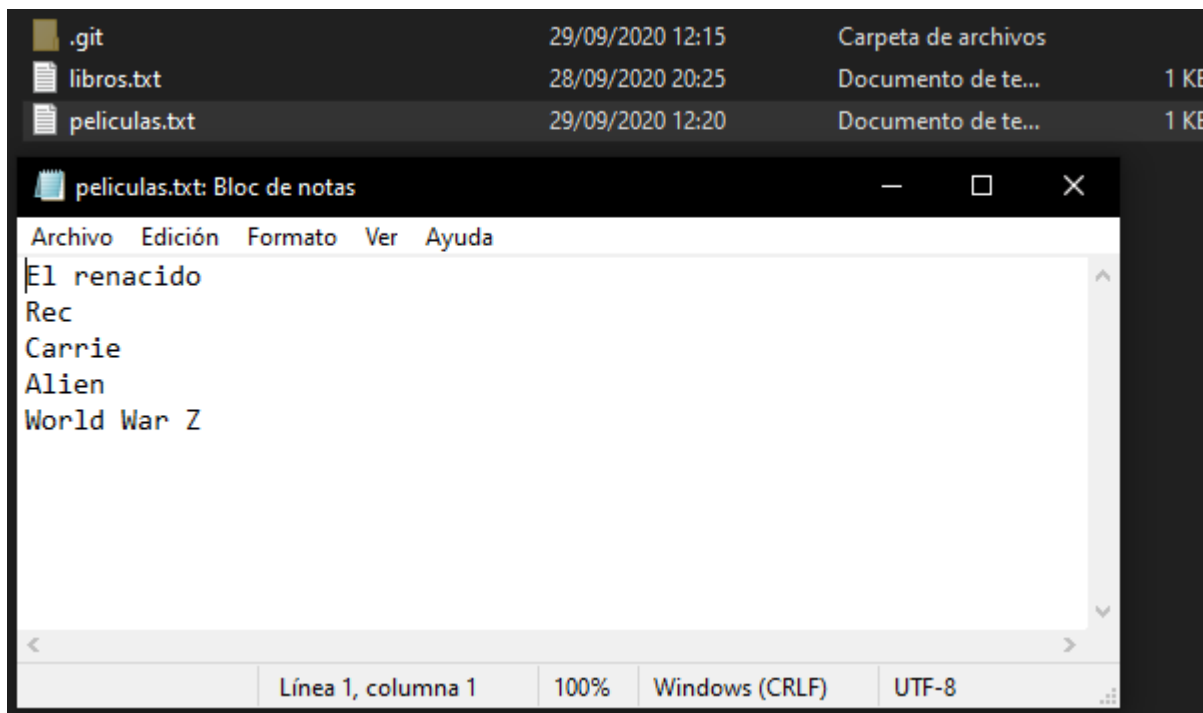 .git 29/09/2020 12:15 Carpeta de archivos
libros.txt 28/09/2020 20:25 Documento de te... 1 KB
peliculas.txt 29/09/2020 12:20 Documento de te... 1 KB
peliculas.txt: Bloc de notas
Archivo Edición Formato Ver Ayuda
El renacido
Rec
Carrie
Alien
World War Z
Línea 1, columna 1 100% Windows (CRLF) UTF-8